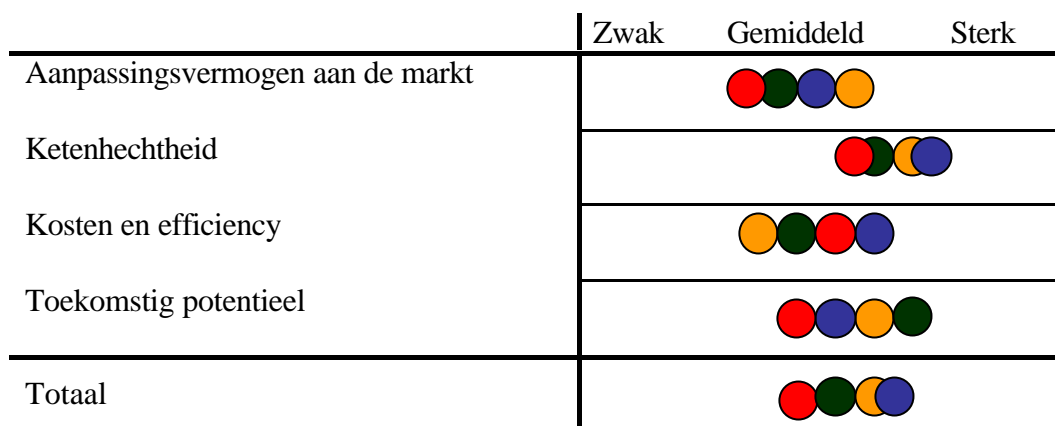 Zwak Gemiddeld Sterk
Aanpassingsvermogen aan de markt
Ketenhechtheid
Kosten en efficiency
Toekomstig potentieel
Totaal